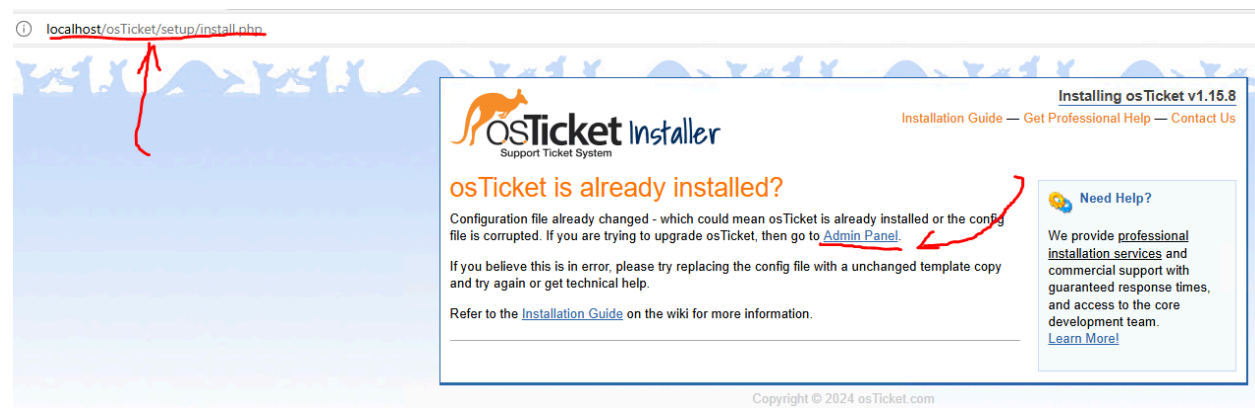 localhost/osTicket/setup/install.php
Installing osTicket v1.15.8
osTicket Installer
Support Ticket System
Installation Guide — Get Professional Help — Contact Us
osTicket is already installed?
Configuration file already changed - which could mean osTicket is already installed or the config
file is corrupted. If you are trying to upgrade osTicket, then go to Admin Panel.
If you believe this is in error, please try replacing the config file with a unchanged template copy
and try again or get technical help.
Refer to the Installation Guide on the wiki for more information.
Need Help?
We provide professional
installation services and
commercial support with
guaranteed response times,
and access to the core
development team.
Learn More!
Copyright © 2024 osTicket.com